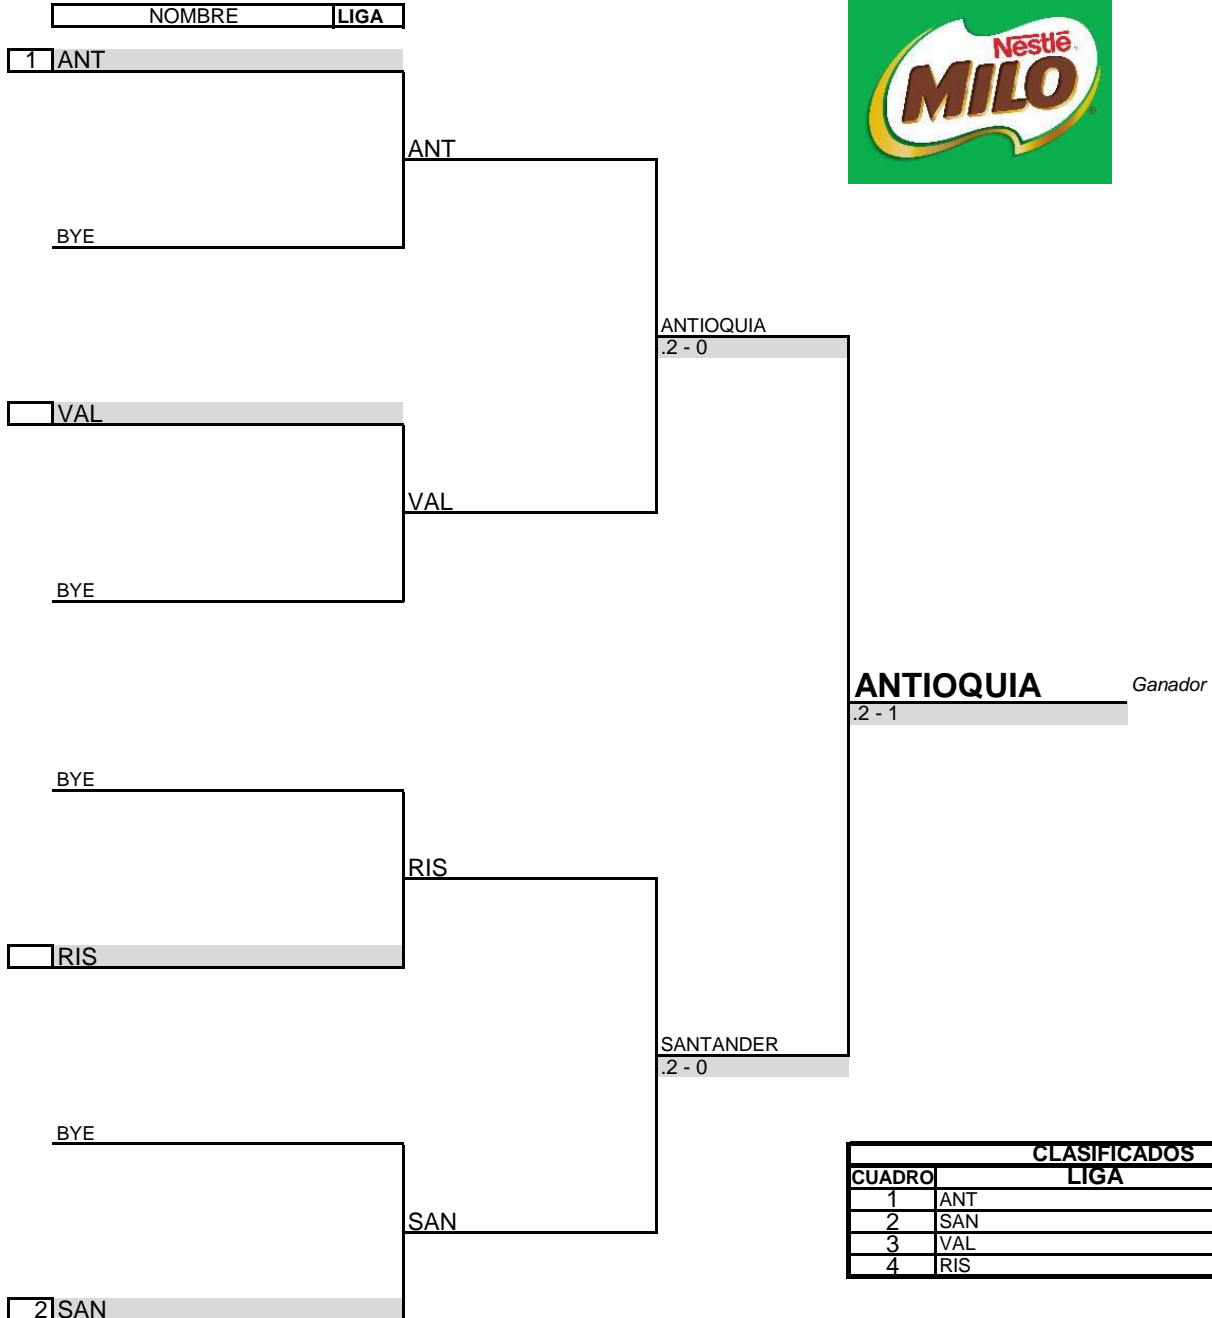 NOMBRE LIGA
Nestlē
MILO
®
1 ANT
ANT
BYE
ANTIOQUIA
.2 - 0
VAL
VAL
BYE
ANTIOQUIA Ganador
.2 - 1
BYE
RIS
RIS
SANTANDER
.2 - 0
BYE
CLASIFICADOS
CUADRO LIGA
1 ANT
2 SAN
3 VAL
4 RIS
SAN
2 SAN